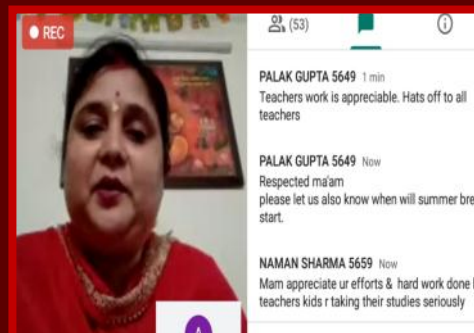 REC
(53)
PALAK GUPTA 5649 1 min
Teachers work is appreciable. Hats off to all
teachers
PALAK GUPTA 5649 Now
Respected ma'am
please let us also know when will summer bre
start.
NAMAN SHARMA 5659 Now
Mam appreciate ur efforts & hard work done
teachers kids r taking their studies seriously
A